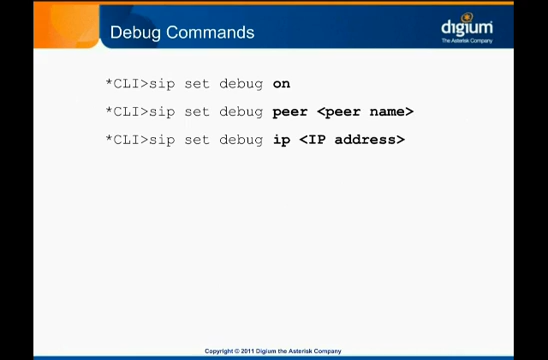 Debug Commands
digium
The Asterisk Company
*CLI>sip set debug on
*CLI>sip set debug peer <peer name>
*CLI>sip set debug ip <IP address>
Copyright © 2011 Digium the Asterisk Company